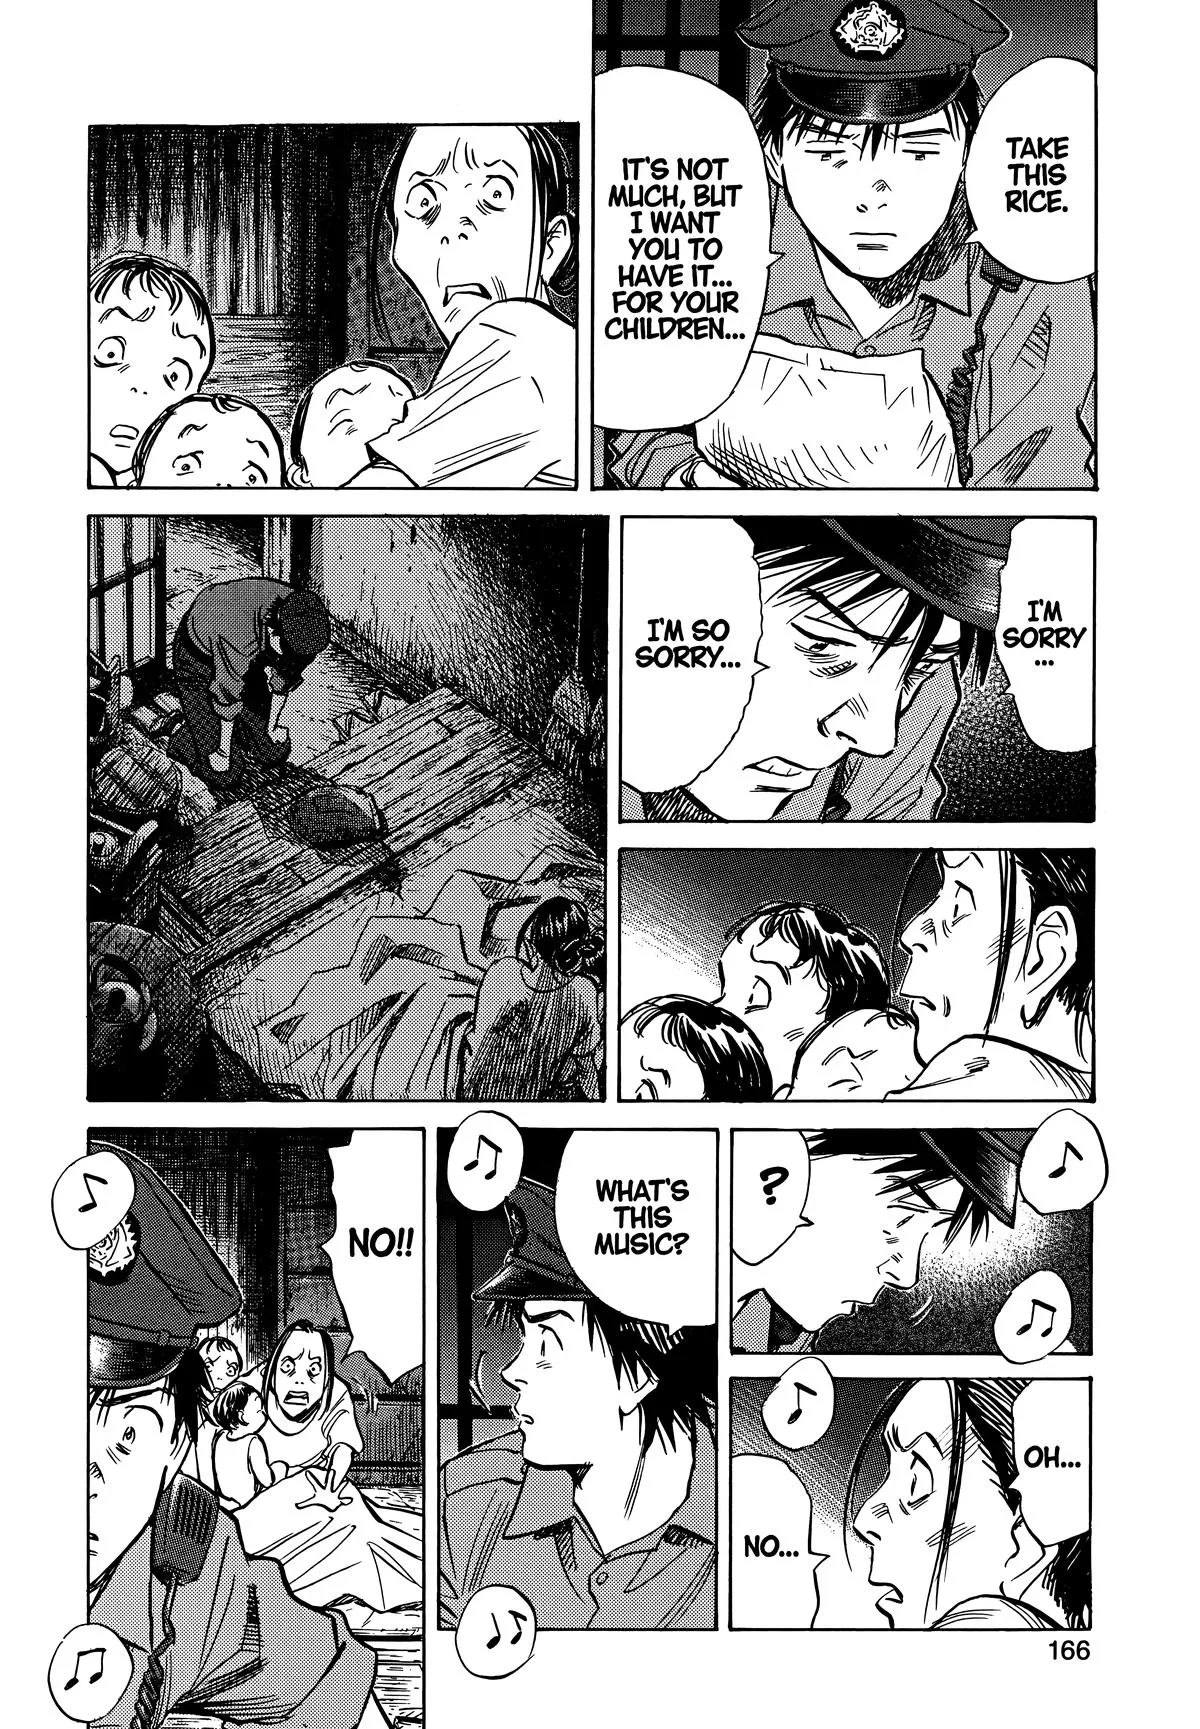 TAKE
THIS
RICE.
IT'S NOT
MUCH, BUT
I WANT
YOU TO
HAVE IT...
FOR YOUR
CHILDREN...
I'M
SORRY
...
I'M SO
SORRY...
?
WHAT'S
THIS
MUSIC?
OH...
NO...
NO!!
166